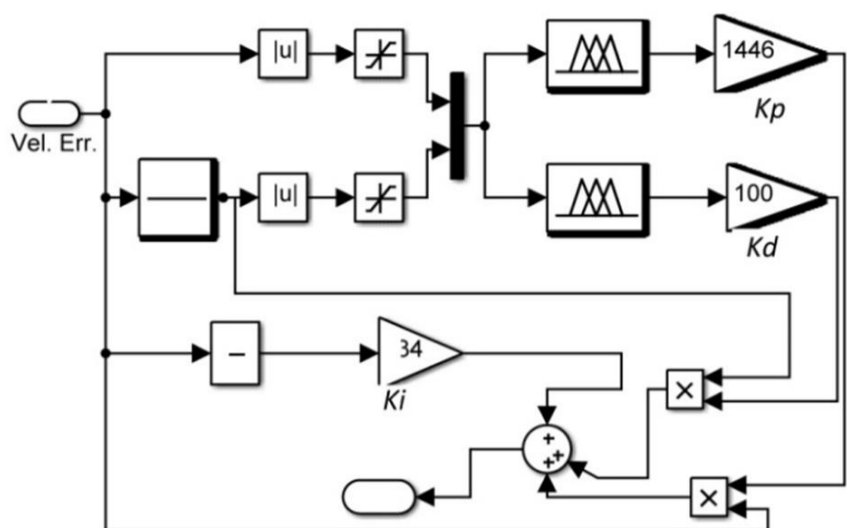 |u|
1446
Kp
Vel. Err.
|u|
100
Kd
34
Ki
×
+
+ +
×